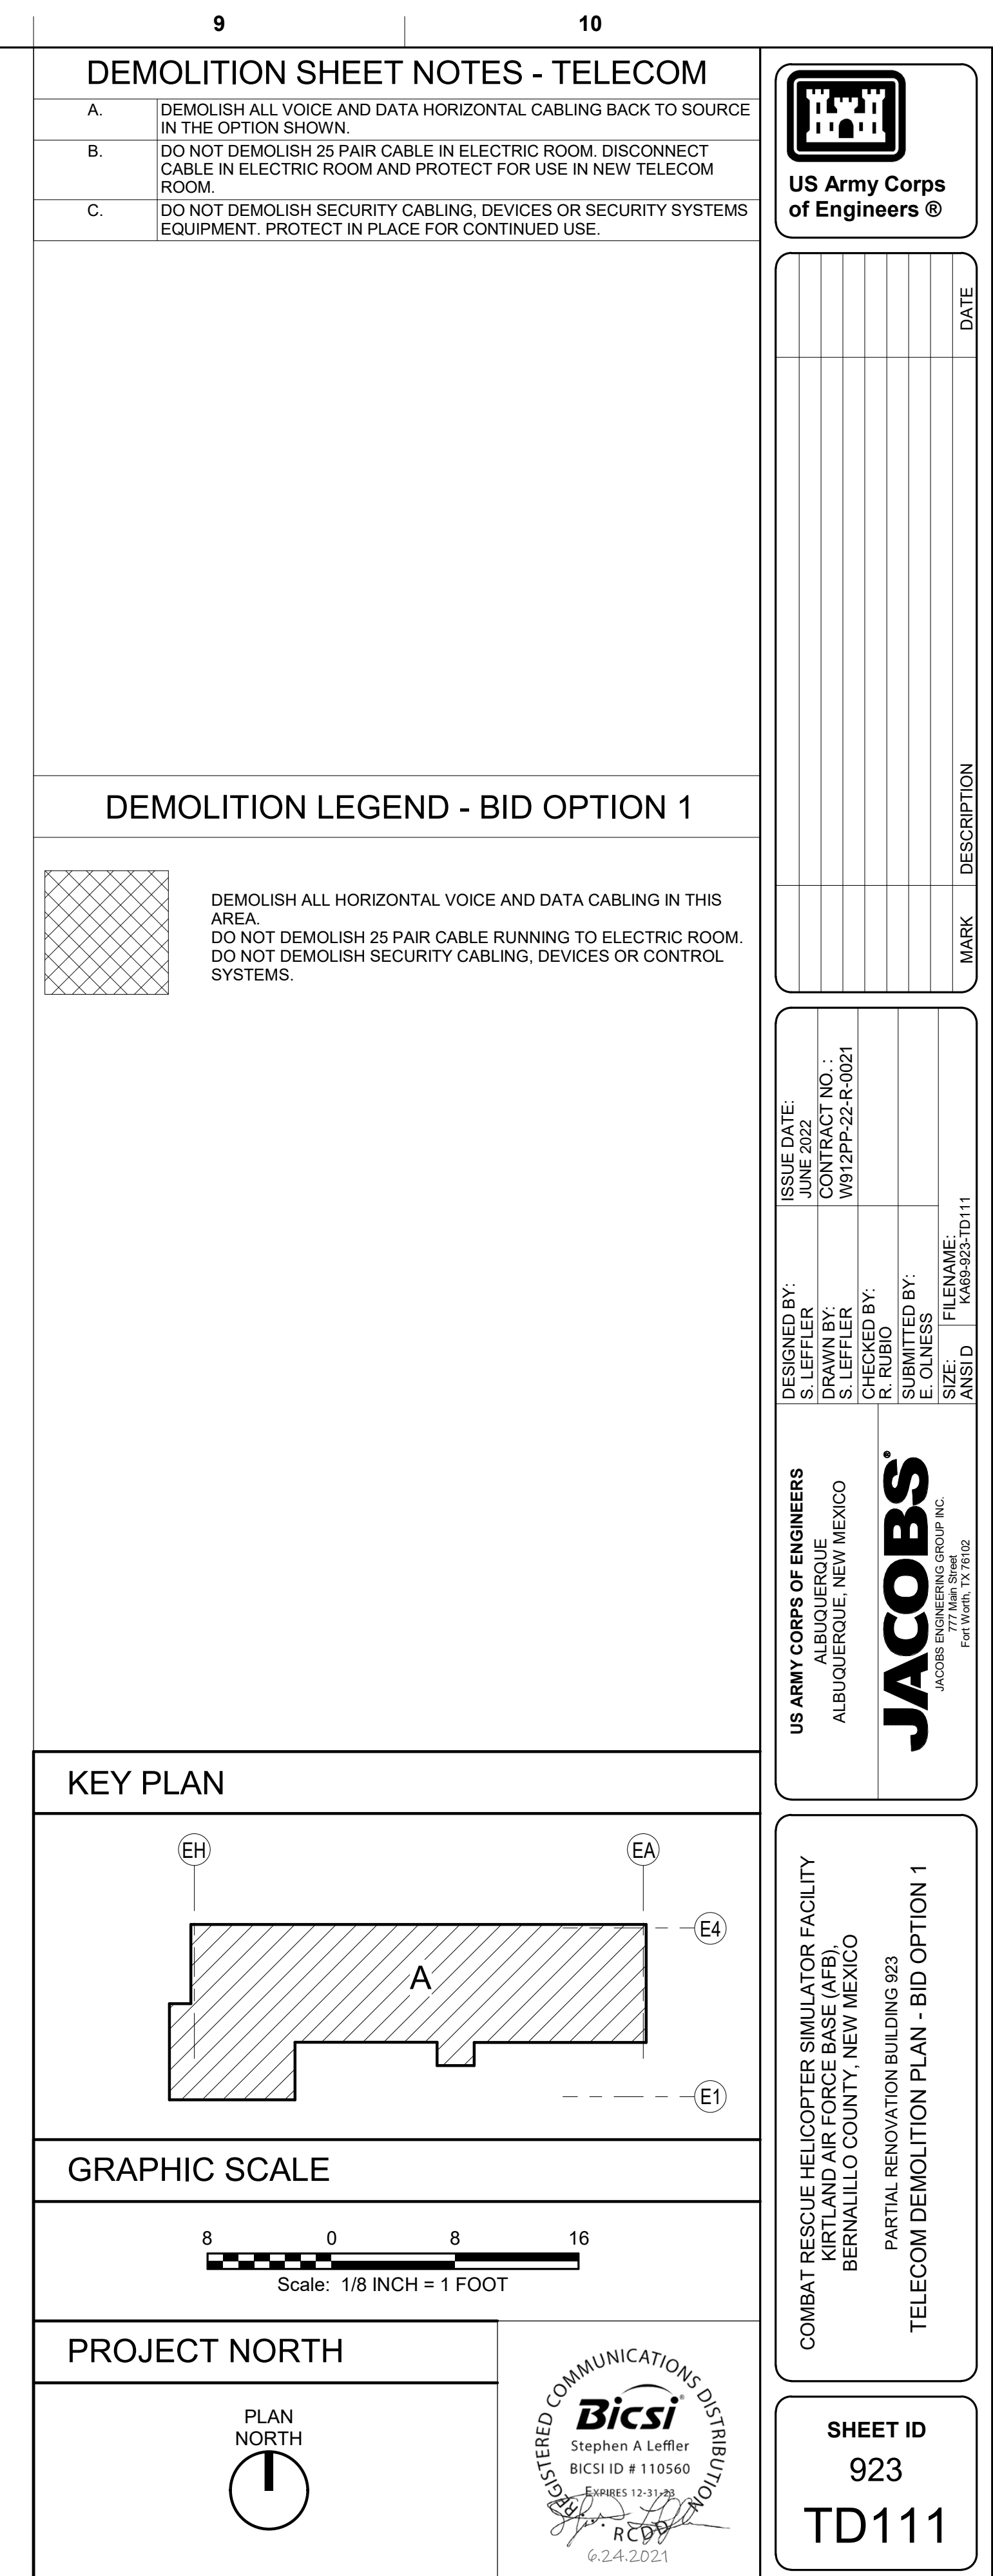 9
10
DEMOLITION SHEET NOTES - TELECOM
A.
DEMOLISH ALL VOICE AND DATA HORIZONTAL CABLING BACK TO SOURCE
IN THE OPTION SHOWN.
B.
DO NOT DEMOLISH 25 PAIR CABLE IN ELECTRIC ROOM. DISCONNECT
CABLE IN ELECTRIC ROOM AND PROTECT FOR USE IN NEW TELECOM
ROOM.
C.
DO NOT DEMOLISH SECURITY CABLING, DEVICES OR SECURITY SYSTEMS
EQUIPMENT. PROTECT IN PLACE FOR CONTINUED USE.
DEMOLITION LEGEND - BID OPTION 1
DEMOLISH ALL HORIZONTAL VOICE AND DATA CABLING IN THIS
AREA.
DO NOT DEMOLISH 25 PAIR CABLE RUNNING TO ELECTRIC ROOM.
DO NOT DEMOLISH SECURITY CABLING, DEVICES OR CONTROL
SYSTEMS.
KEY PLAN
EH
EA
E4
A
E1
GRAPHIC SCALE
8 0 8 16
Scale: 1/8 INCH = 1 FOOT
PROJECT NORTH
PLAN
NORTH
REGISTERED COMMUNICATIONS DISTRIBUTION
Bicsi
Stephen A Leffler
BICSI ID # 110560
EXPIRES 12-31-23
RCDD
6.24.2021
US Army Corps
of Engineers ®
DATE
DESCRIPTION
MARK
ISSUE DATE:
JUNE 2022
CONTRACT NO. :
W912PP-22-R-0021
DESIGNED BY:
S. LEFFLER
DRAWN BY:
S. LEFFLER
CHECKED BY:
R. RUBIO
SUBMITTED BY:
E. OLNESS
SIZE:
ANSI D
FILENAME:
KA69-923-TD111
US ARMY CORPS OF ENGINEERS
ALBUQUERQUE
ALBUQUERQUE, NEW MEXICO
JACOBS®
JACOBS ENGINEERING GROUP INC.
777 Main Street
Fort Worth, TX 76102
COMBAT RESCUE HELICOPTER SIMULATOR FACILITY
KIRTLAND AIR FORCE BASE (AFB),
BERNALILLO COUNTY, NEW MEXICO
PARTIAL RENOVATION BUILDING 923
TELECOM DEMOLITION PLAN - BID OPTION 1
SHEET ID
923
TD111